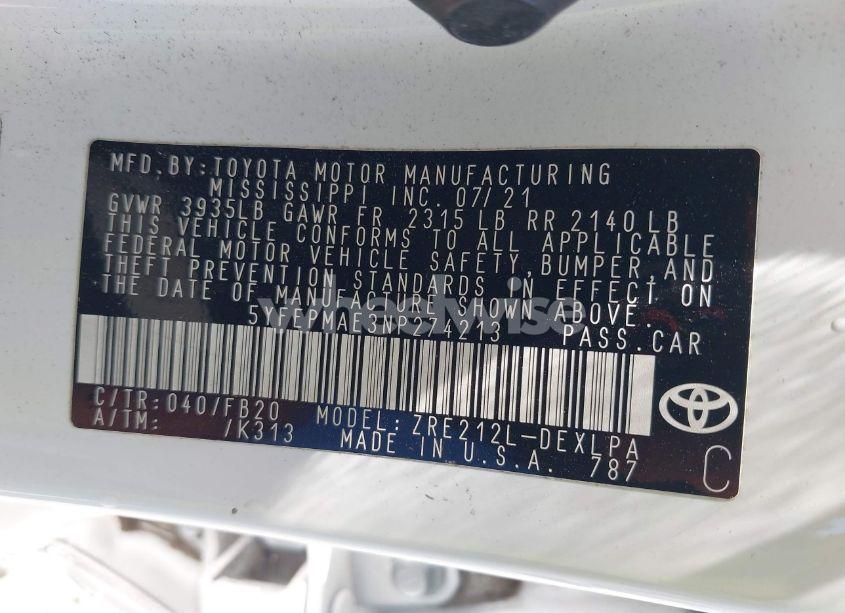 MFD. BY: TOYOTA MOTOR MANUFACTURING
MISSISSIPPI INC. 07/21
GVWR 3935LB GAWR FR 2315 LB RR 2140 LB
THIS VEHICLE CONFORMS TO ALL APPLICABLE
FEDERAL MOTOR VEHICLE SAFETY, BUMPER, AND
THEFT PREVENTION STANDARDS IN EFFECT ON
THE DATE OF MANUFACTURE SHOWN ABOVE.
wheelwise
PASS. CAR
C/TR: 040/FB20 MODEL: ZRE212L-DEXLPA
A/TM: /K313 MADE IN U.S.A. 787
C